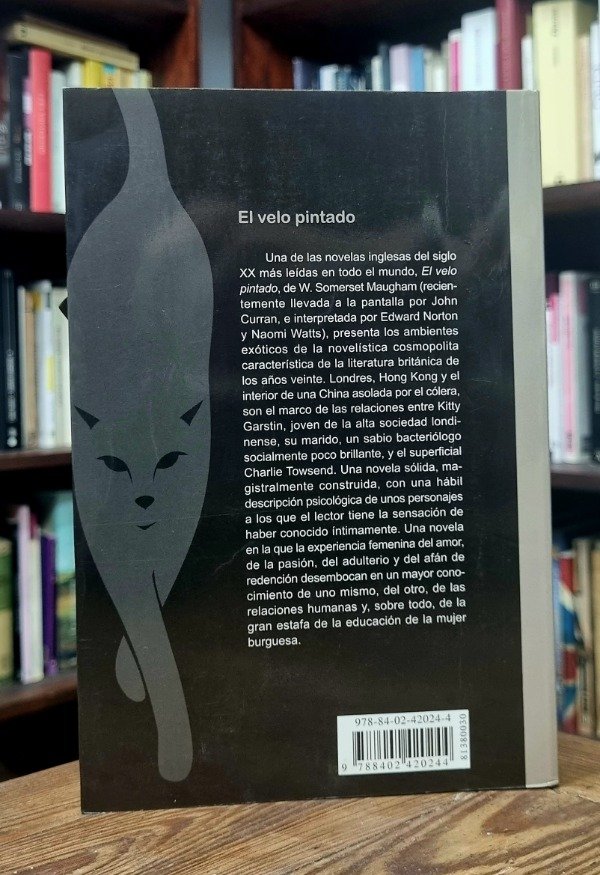 El velo pintado
Una de las novelas inglesas del siglo
XX más leídas en todo el mundo, El velo
pintado, de W. Somerset Maugham (recien-
temente llevada a la pantalla por John
Curran, e interpretada por Edward Norton
y Naomi Watts), presenta los ambientes
exóticos de la novelística cosmopolita
característica de la literatura británica de
los años veinte. Londres, Hong Kong y el
interior de una China asolada por el cólera,
son el marco de las relaciones entre Kitty
Garstin, joven de la alta sociedad londi-
nense, su marido, un sabio bacteriólogo
socialmente poco brillante, y el superficial
Charlie Towsend. Una novela sólida, ma-
gistralmente construida, con una hábil
descripción psicológica de unos personajes
a los que el lector tiene la sensación de
haber conocido íntimamente. Una novela
en la que la experiencia femenina del amor,
de la pasión, del adulterio y del afán de
redención desembocan en un mayor cono-
cimiento de uno mismo, del otro, de las
relaciones humanas y, sobre todo, de la
gran estafa de la educación de la mujer
burguesa.
978-84-02-42024-4
9 788402 420244
81380030